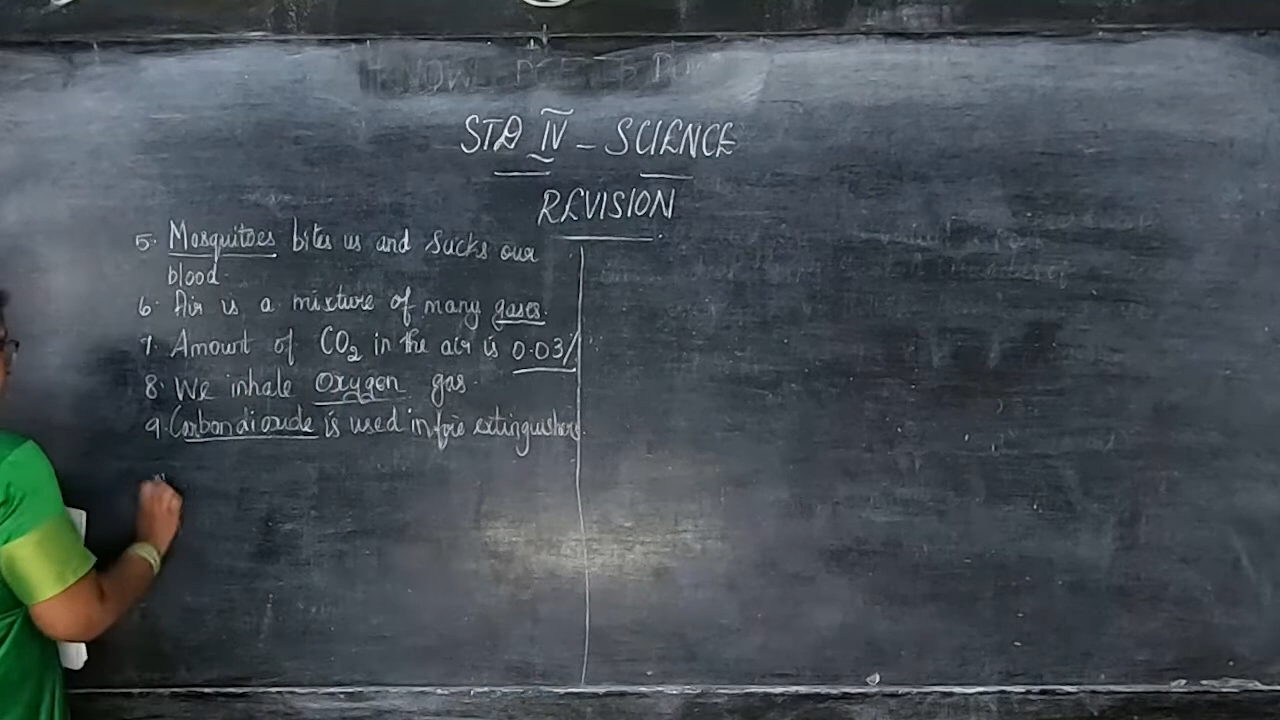 STD IV - SCIENCE
REVISION
5. Mosquitoes bites us and sucks our
blood.
6. Air is a mixture of many gases.
7. Amount of CO₂ in the air is 0.03%
8. We inhale Oxygen gas.
9. Carbondioxide is used in fire extinguishers.